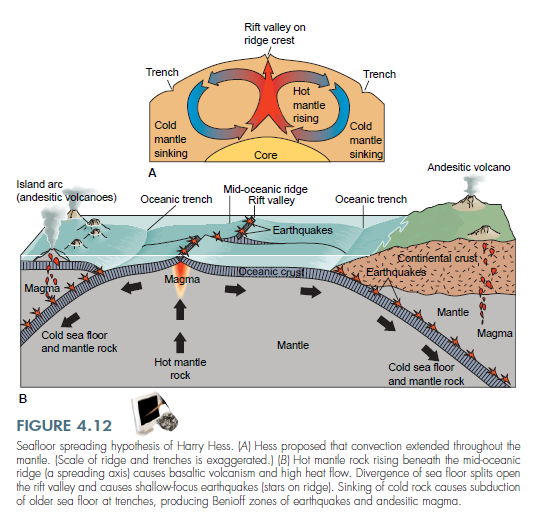 Rift valley on
ridge crest
Trench
Trench
Hot
mantle
rising
Cold
mantle
sinking
Cold
mantle
sinking
Core
A
Andesitic volcano
Island arc
(andesitic volcanoes)
Oceanic trench
Mid-oceanic ridge
Rift valley
Oceanic trench
Earthquakes
Continental crust
Earthquakes
Oceanic crust
Magma
Magma
Mantle
Magma
Cold sea floor
and mantle rock
Mantle
Hot mantle
rock
Cold sea floor
and mantle rock
B
FIGURE 4.12
Seafloor spreading hypothesis of Harry Hess. (A) Hess proposed that convection extended throughout the
mantle. (Scale of ridge and trenches is exaggerated.) (B) Hot mantle rock rising beneath the mid-oceanic
ridge (a spreading axis) causes basaltic volcanism and high heat flow. Divergence of sea floor splits open
the rift valley and causes shallow-focus earthquakes (stars on ridge). Sinking of cold rock causes subduction
of older sea floor at trenches, producing Benioff zones of earthquakes and andesitic magma.